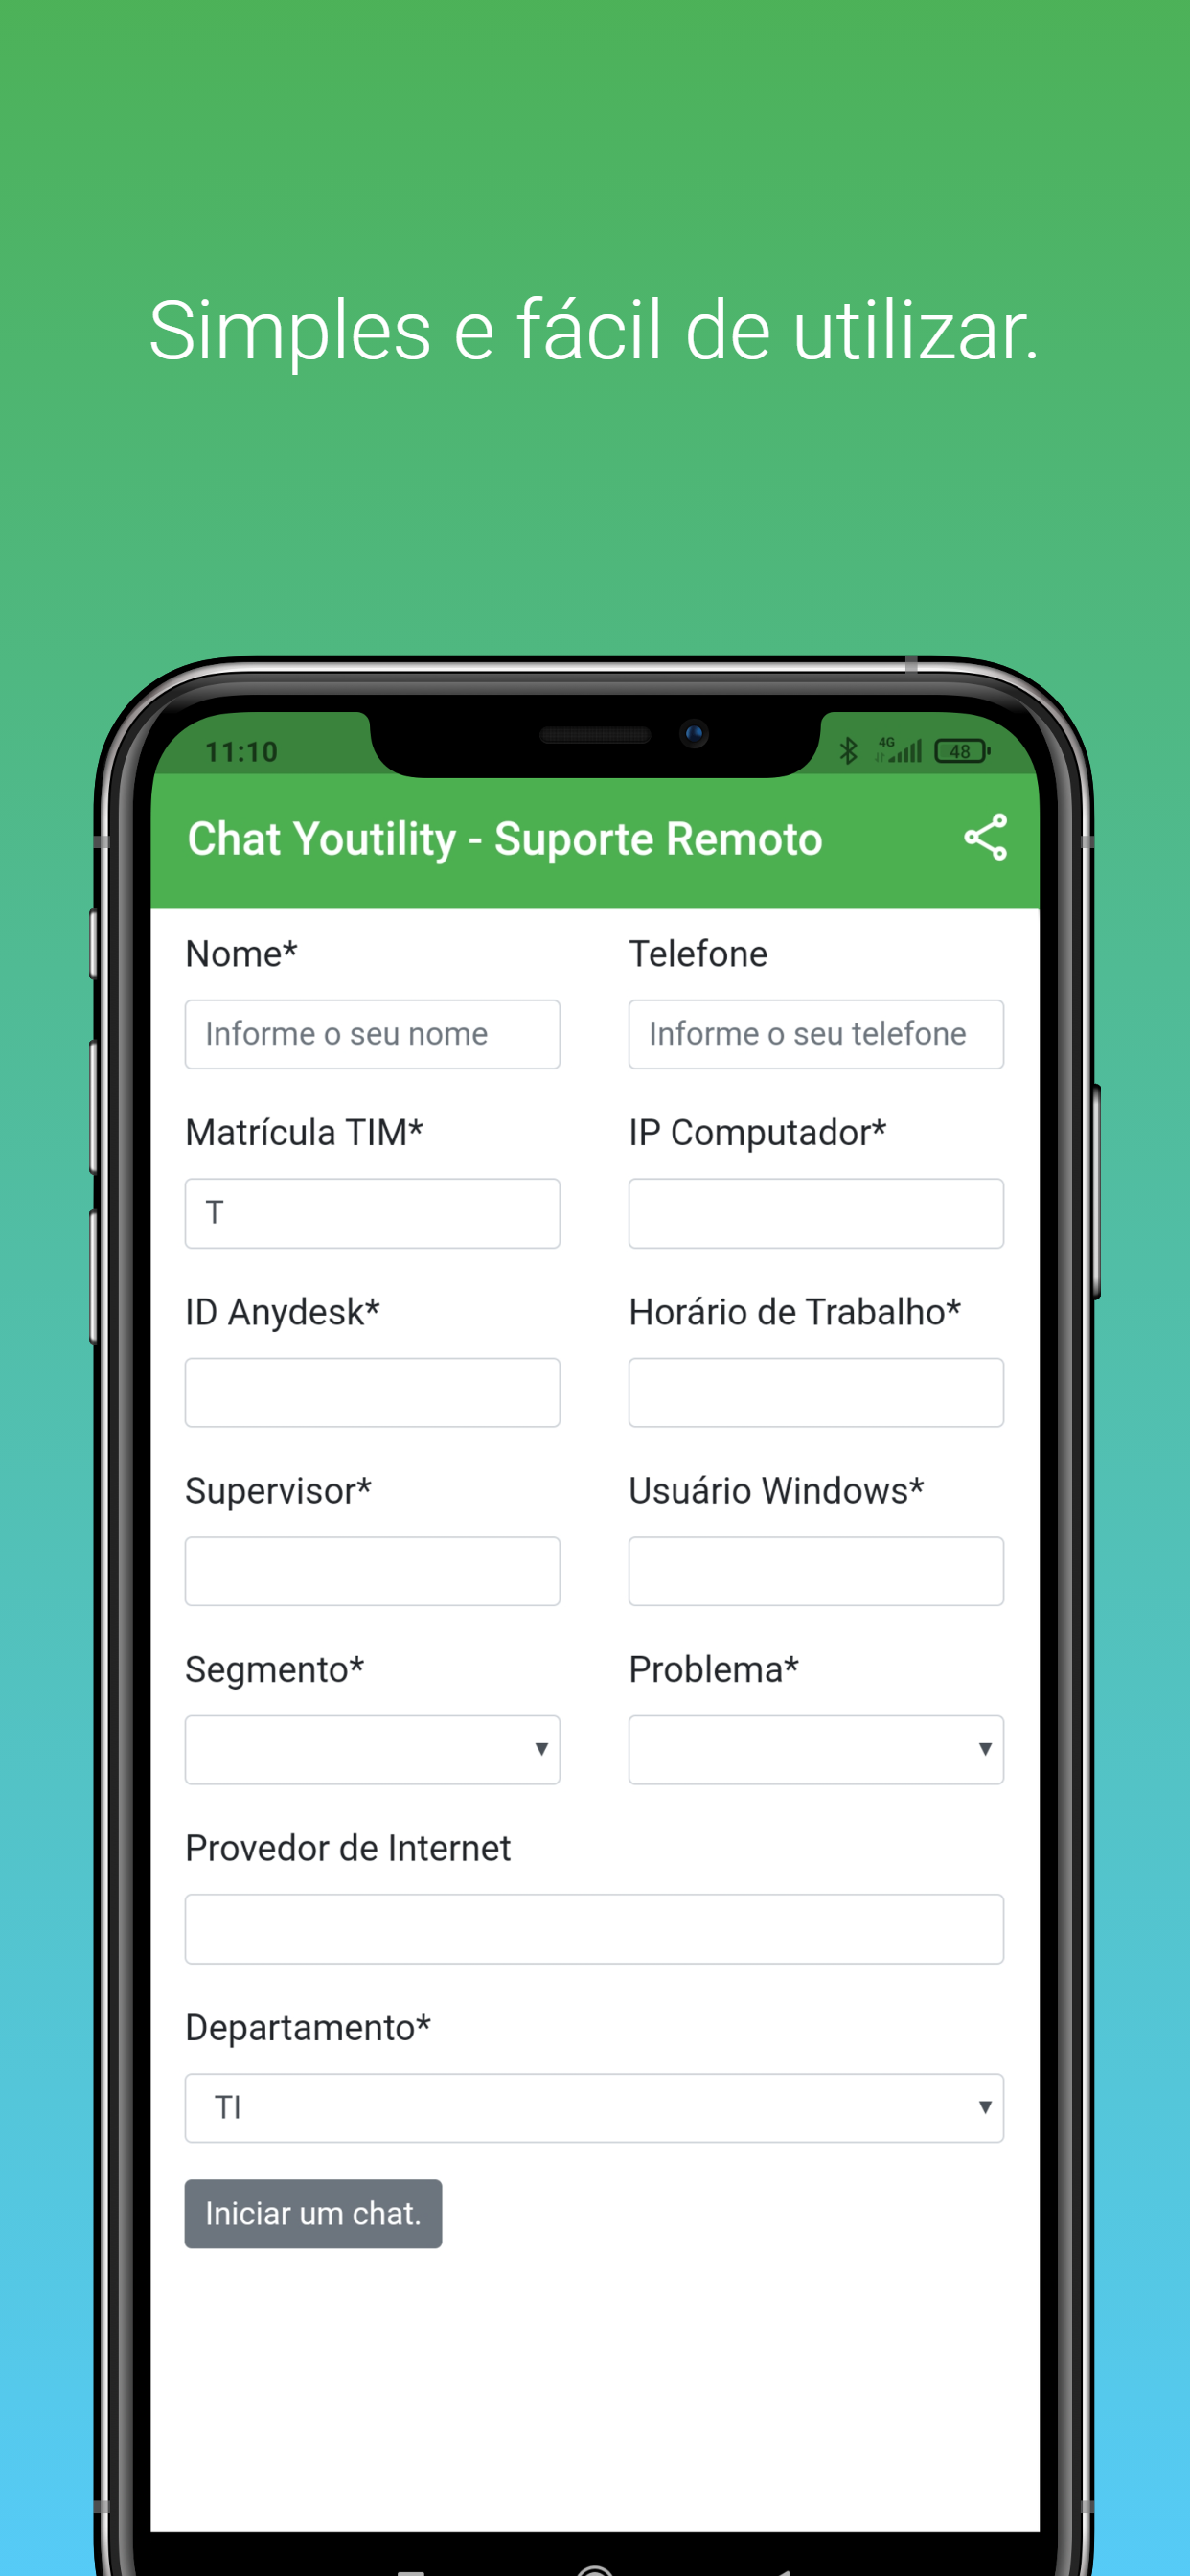 Simples e fácil de utilizar.
11:10
4G
48
Chat Youtility - Suporte Remoto
Nome*
Telefone
Informe o seu nome
Informe o seu telefone
Matrícula TIM*
IP Computador*
T
ID Anydesk*
Horário de Trabalho*
Supervisor*
Usuário Windows*
Segmento*
Problema*
Provedor de Internet
Departamento*
TI
Iniciar um chat.